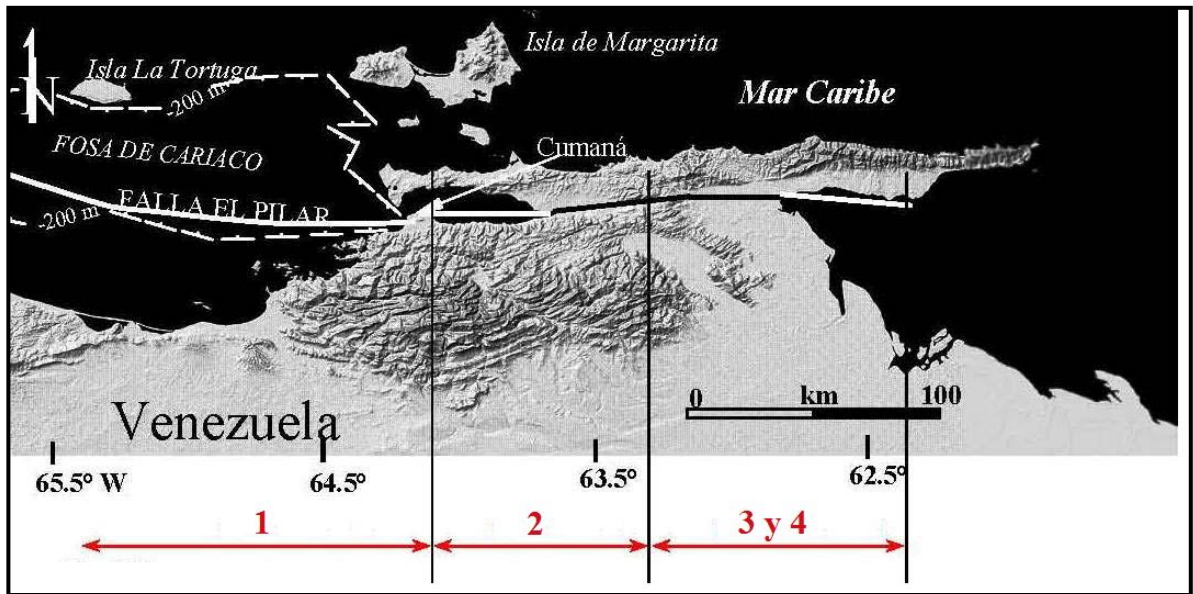 Isla de Margarita
Isla La Tortuga
N
-200 m
Mar Caribe
FOSA DE CARIACO
Cumaná
FALLA EL PILAR
-200 m
0 km 100
Venezuela
65.5° W 64.5° 63.5° 62.5°
1 2 3 y 4